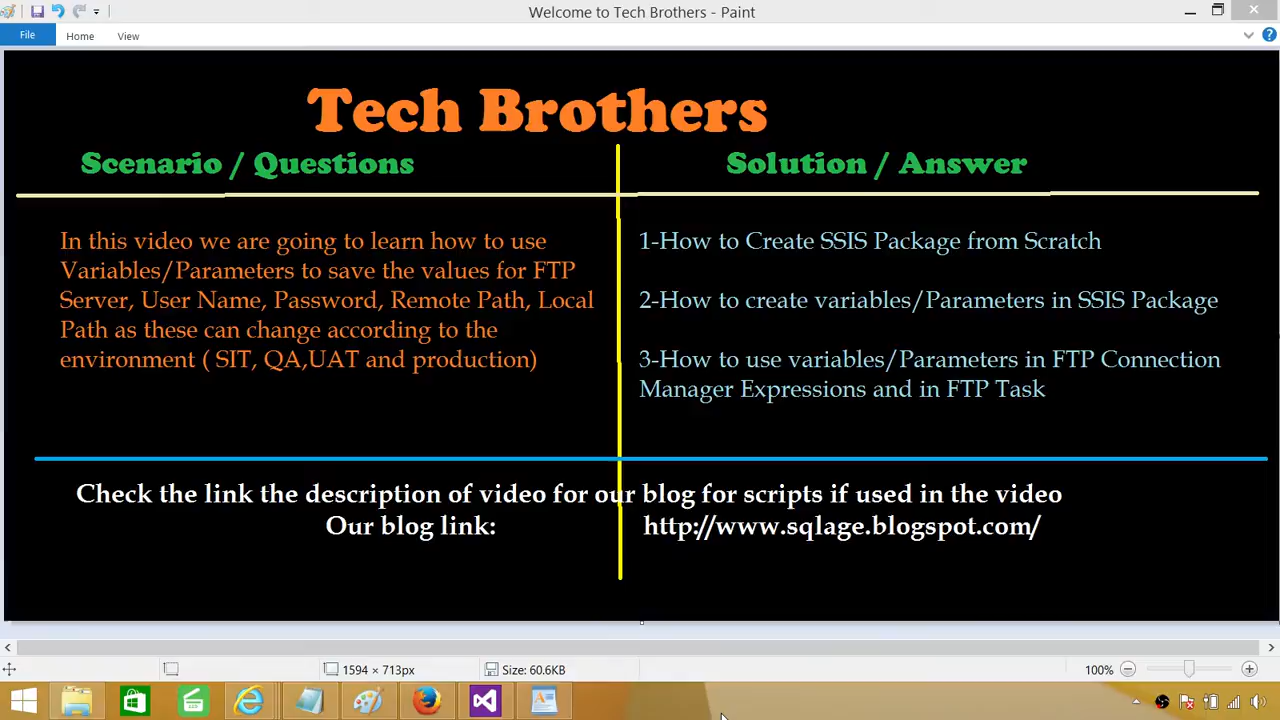 Welcome to Tech Brothers - Paint
File
Home
View
Tech Brothers
Scenario / Questions
Solution / Answer
In this video we are going to learn how to use
Variables/Parameters to save the values for FTP
Server, User Name, Password, Remote Path, Local
Path as these can change according to the
environment ( SIT, QA,UAT and production)
1-How to Create SSIS Package from Scratch
2-How to create variables/Parameters in SSIS Package
3-How to use variables/Parameters in FTP Connection
Manager Expressions and in FTP Task
Check the link the description of video for our blog for scripts if used in the video
Our blog link: http://www.sqlage.blogspot.com/
1594 × 713px
Size: 60.6KB
100%